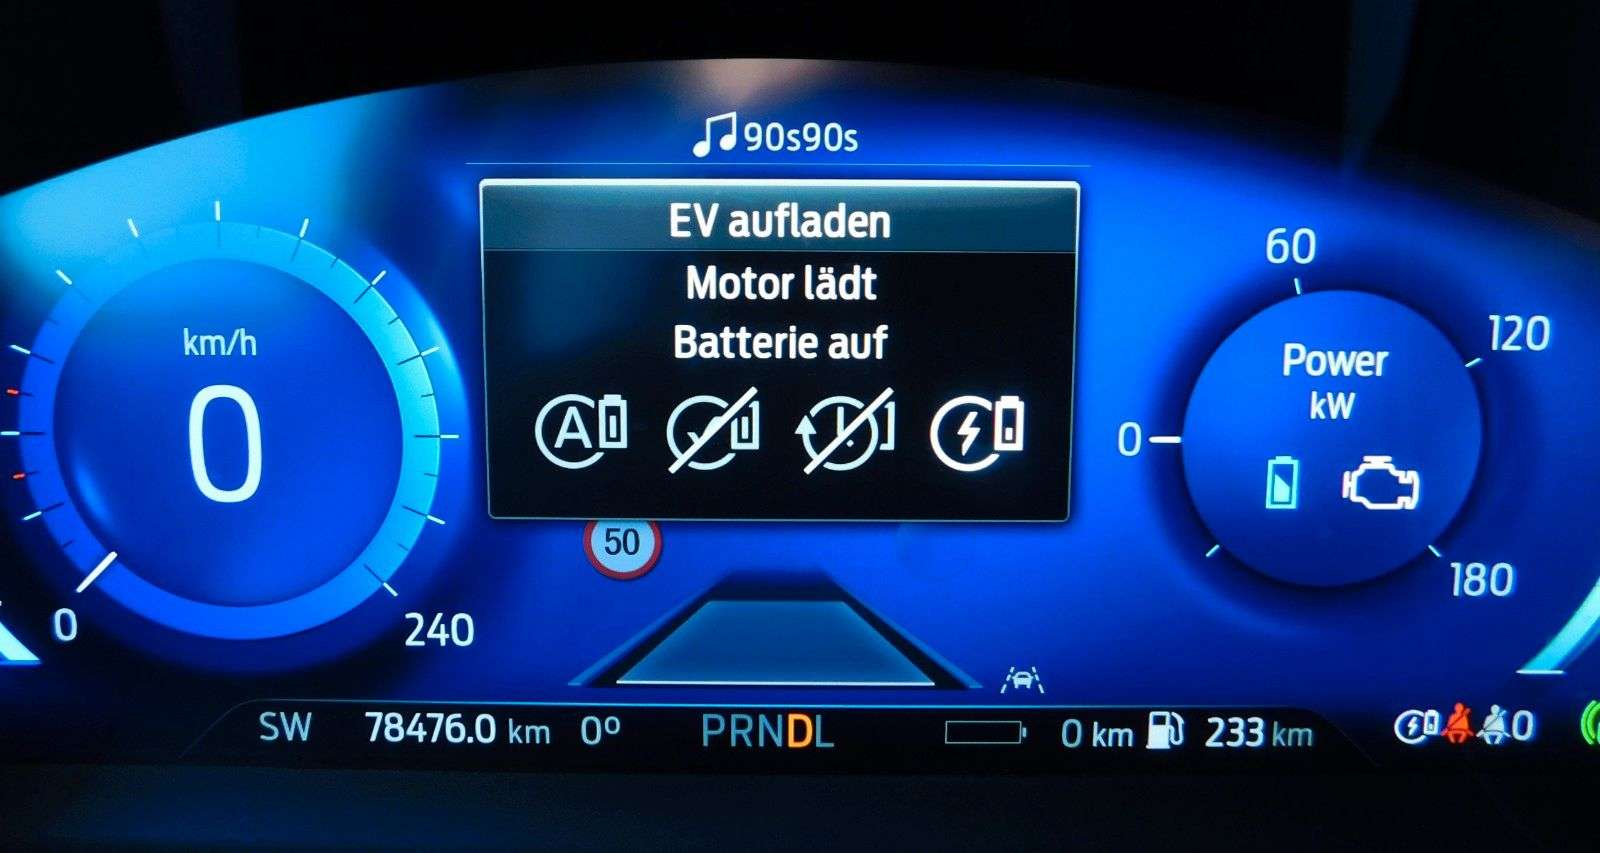 90s90s
EV aufladen
Motor lädt
Batterie auf
A
km/h
0
0
240
50
60
120
0
180
Power
kW
SW 78476.0 km 0° PRNDL 0 km 233 km 0